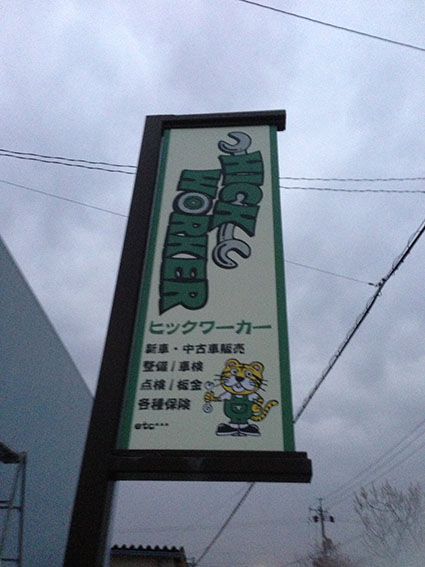 HICK
WORKER
ヒックワーカー
新車・中古車販売
整備/車検
点検/板金
各種保険
etc…